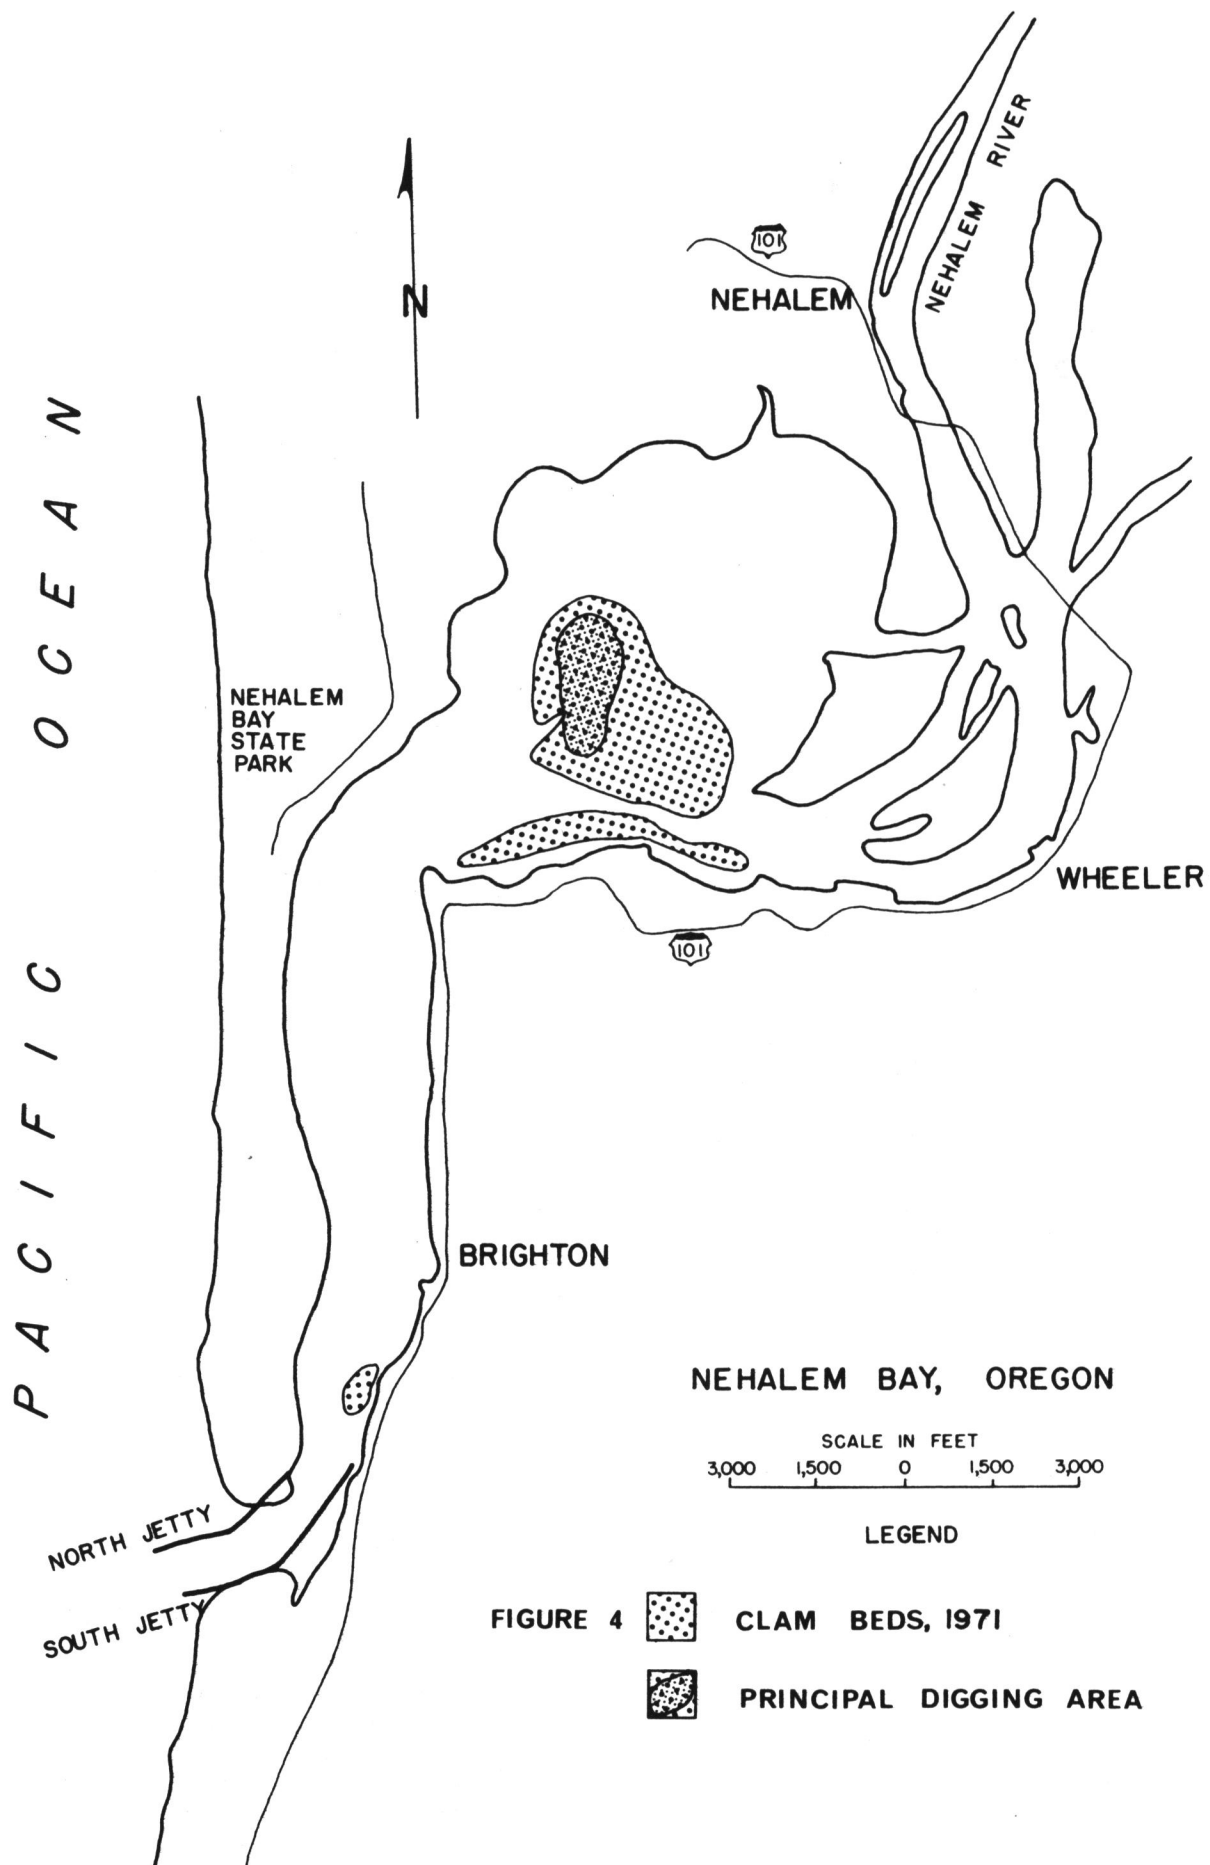 NEHALEM RIVER
101
NEHALEM
N
PACIFIC OCEAN
NEHALEM
BAY
STATE
PARK
WHEELER
101
BRIGHTON
NEHALEM BAY, OREGON
SCALE IN FEET
3,000 1,500 0 1,500 3,000
LEGEND
NORTH JETTY
SOUTH JETTY
FIGURE 4 CLAM BEDS, 1971
PRINCIPAL DIGGING AREA